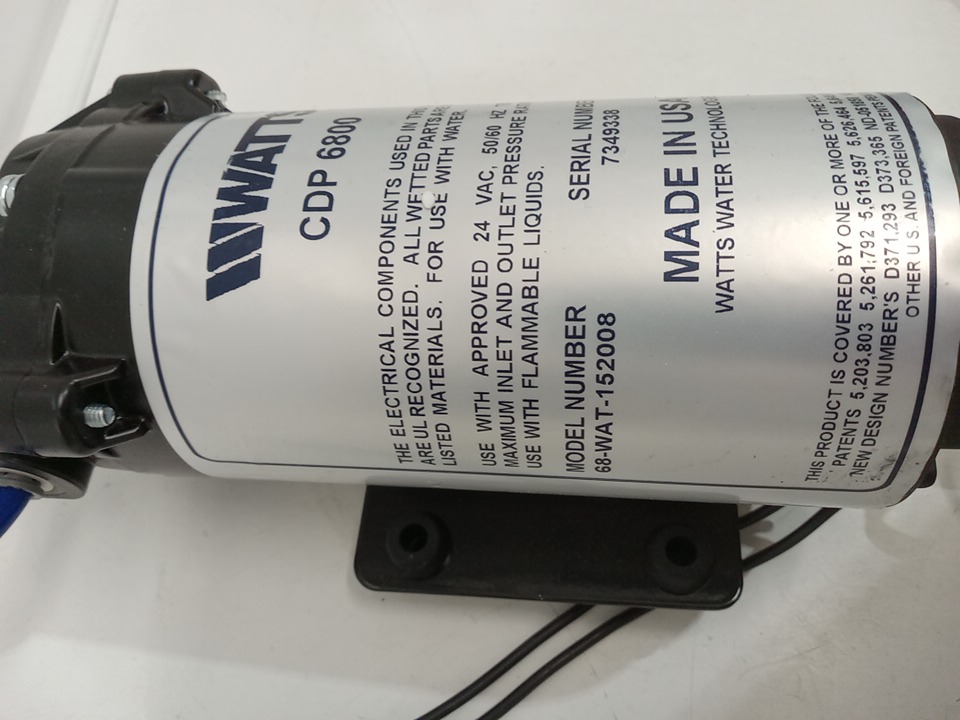 WATTS
CDP 6800
THE ELECTRICAL COMPONENTS USED IN
ARE UL RECOGNIZED. ALL WETTED PARTS
LISTED MATERIALS. FOR USE WITH WATER
USE WITH APPROVED 24 VAC, 50/60 HZ
MAXIMUM INLET AND OUTLET PRESSURE
USE WITH FLAMMABLE LIQUIDS.
MODEL NUMBER SERIAL NUMBE
68-WAT-152008 7349338
MADE IN USA
WATTS WATER TECHNOLOG
THIS PRODUCT IS COVERED BY ONE OR MORE OF THE
PATENTS 5,203.803 5,261.792 5,615,597 5,626,464
NEW DESIGN NUMBER'S D371,293 D373,365
OTHER U.S. AND FOREIGN PATENTS